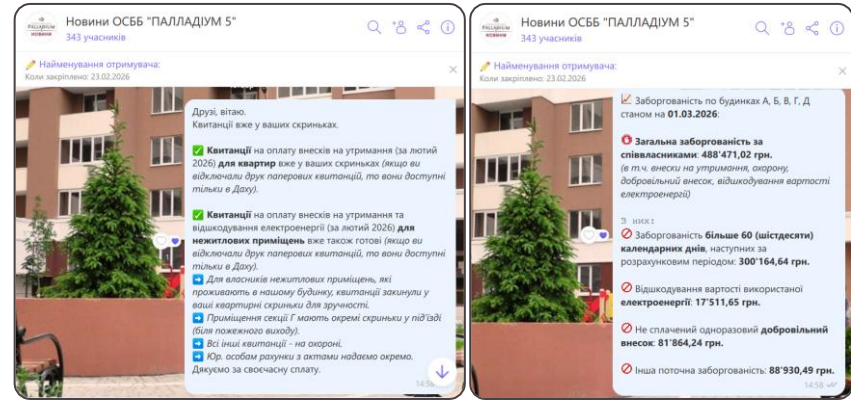 Новини ОСББ "ПАЛЛАДІУМ 5"
343 учасників
Найменування отримувача:
Коли закріплено: 23.02.2026
Друзі, вітаю.
Квитанції вже у ваших скриньках.
✅ Квитанції на оплату внесків на утримання (за лютий
2026) для квартир вже у ваших скриньках (якщо ви
відключали друк паперових квитанцій, то вони доступні
тільки в Даху).
✅ Квитанції на оплату внесків на утримання та
відшкодування електроенергії (за лютий 2026) для
нежитлових приміщень вже також готові (якщо ви
відключали друк паперових квитанцій, то вони доступні
тільки в Даху).
➡️ Для власників нежитлових приміщень, які
проживають в нашому будинку, квитанції закинули у
ваші квартирні скриньки для зручності.
➡️ Приміщення секції Г мають окремі скриньки у під'їзді
(біля пожежного виходу).
➡️ Всі інші квитанції - на охороні.
➡️ Юр. особам рахунки з актами надаємо окремо.
Дякуємо за своєчасну сплату.
14:58
Новини ОСББ "ПАЛЛАДІУМ 5"
343 учасників
Найменування отримувача:
Коли закріплено: 23.02.2026
Заборгованість по будинках А, Б, В, Г, Д
станом на 01.03.2026:
Загальна заборгованість за
співвласниками: 488'471,02 грн.
(в т.ч. внески на утримання, охорону,
добровільний внесок, відшкодування вартості
електроенергії)
З них:
Заборгованість більше 60 (шістдесяти)
календарних днів, наступних за
розрахунковим періодом: 300'164,64 грн.
Відшкодування вартості використаної
електроенергії: 17'511,65 грн.
Не сплачений одноразовий добровільний
внесок: 81'864,24 грн.
Інша поточна заборгованість: 88'930,49 грн.
14:58